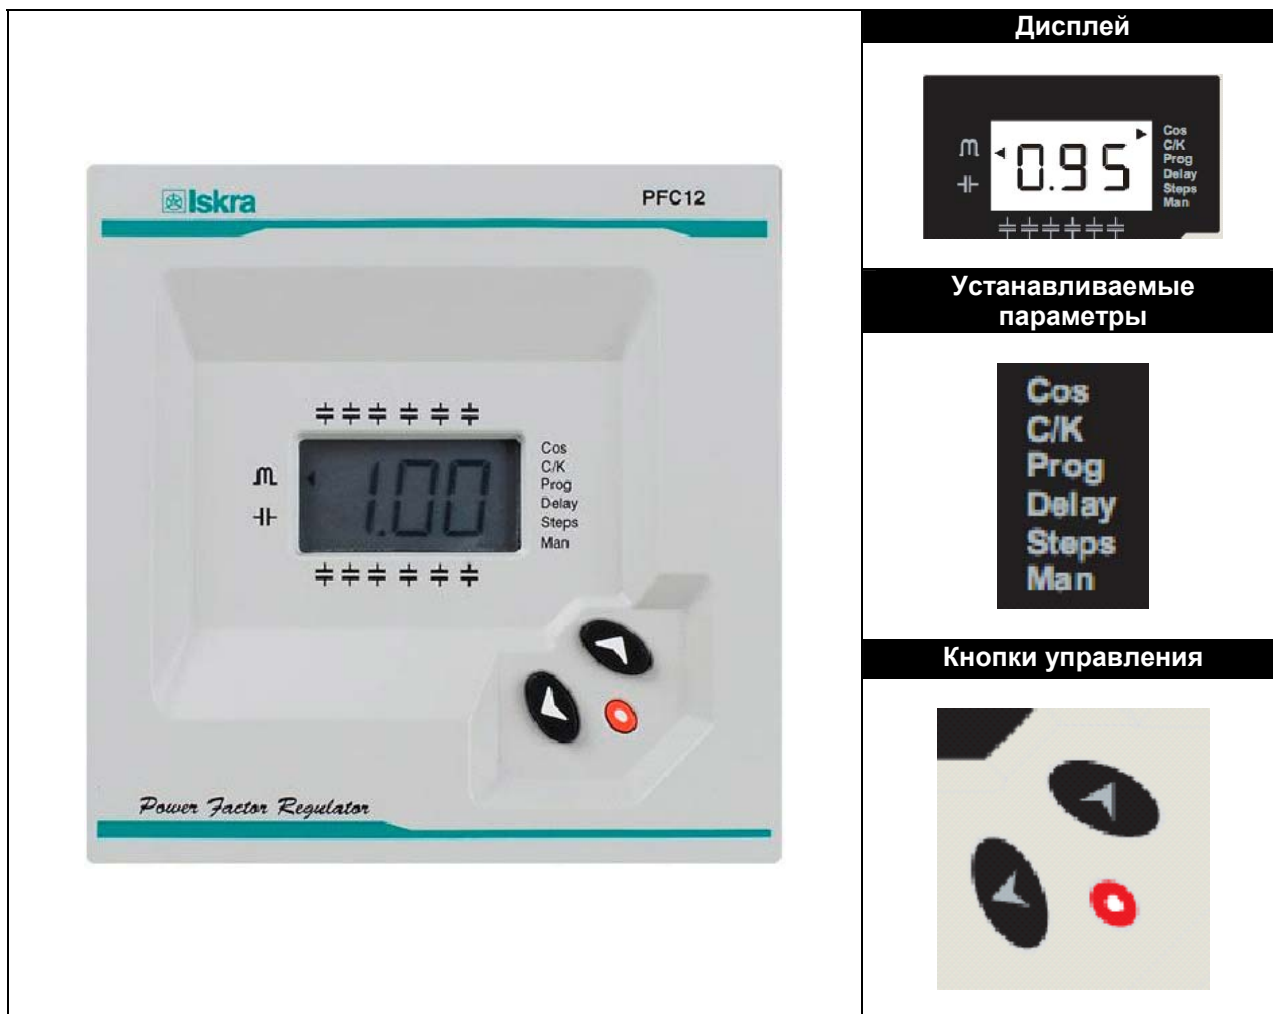 Iskra
PFC12
1.00
Cos
C/K
Prog
Delay
Steps
Man
Power Factor Regulator
Дисплей
0.95
Cos
C/K
Prog
Delay
Steps
Man
Устанавливаемые
параметры
Cos
C/K
Prog
Delay
Steps
Man
Кнопки управления